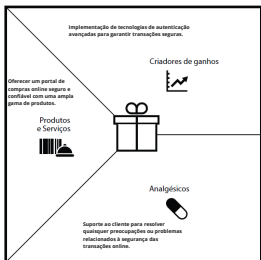 Implementação de tecnologias de autenticação
avançadas para garantir transações seguras.
Criadores de ganhos
Oferecer um portal de
compras online seguro e
confiável com uma ampla
gama de produtos.
Produtos
e Serviços
Analgésicos
Suporte ao cliente para resolver
quaisquer preocupações ou problemas
relacionados à segurança das
transações online.